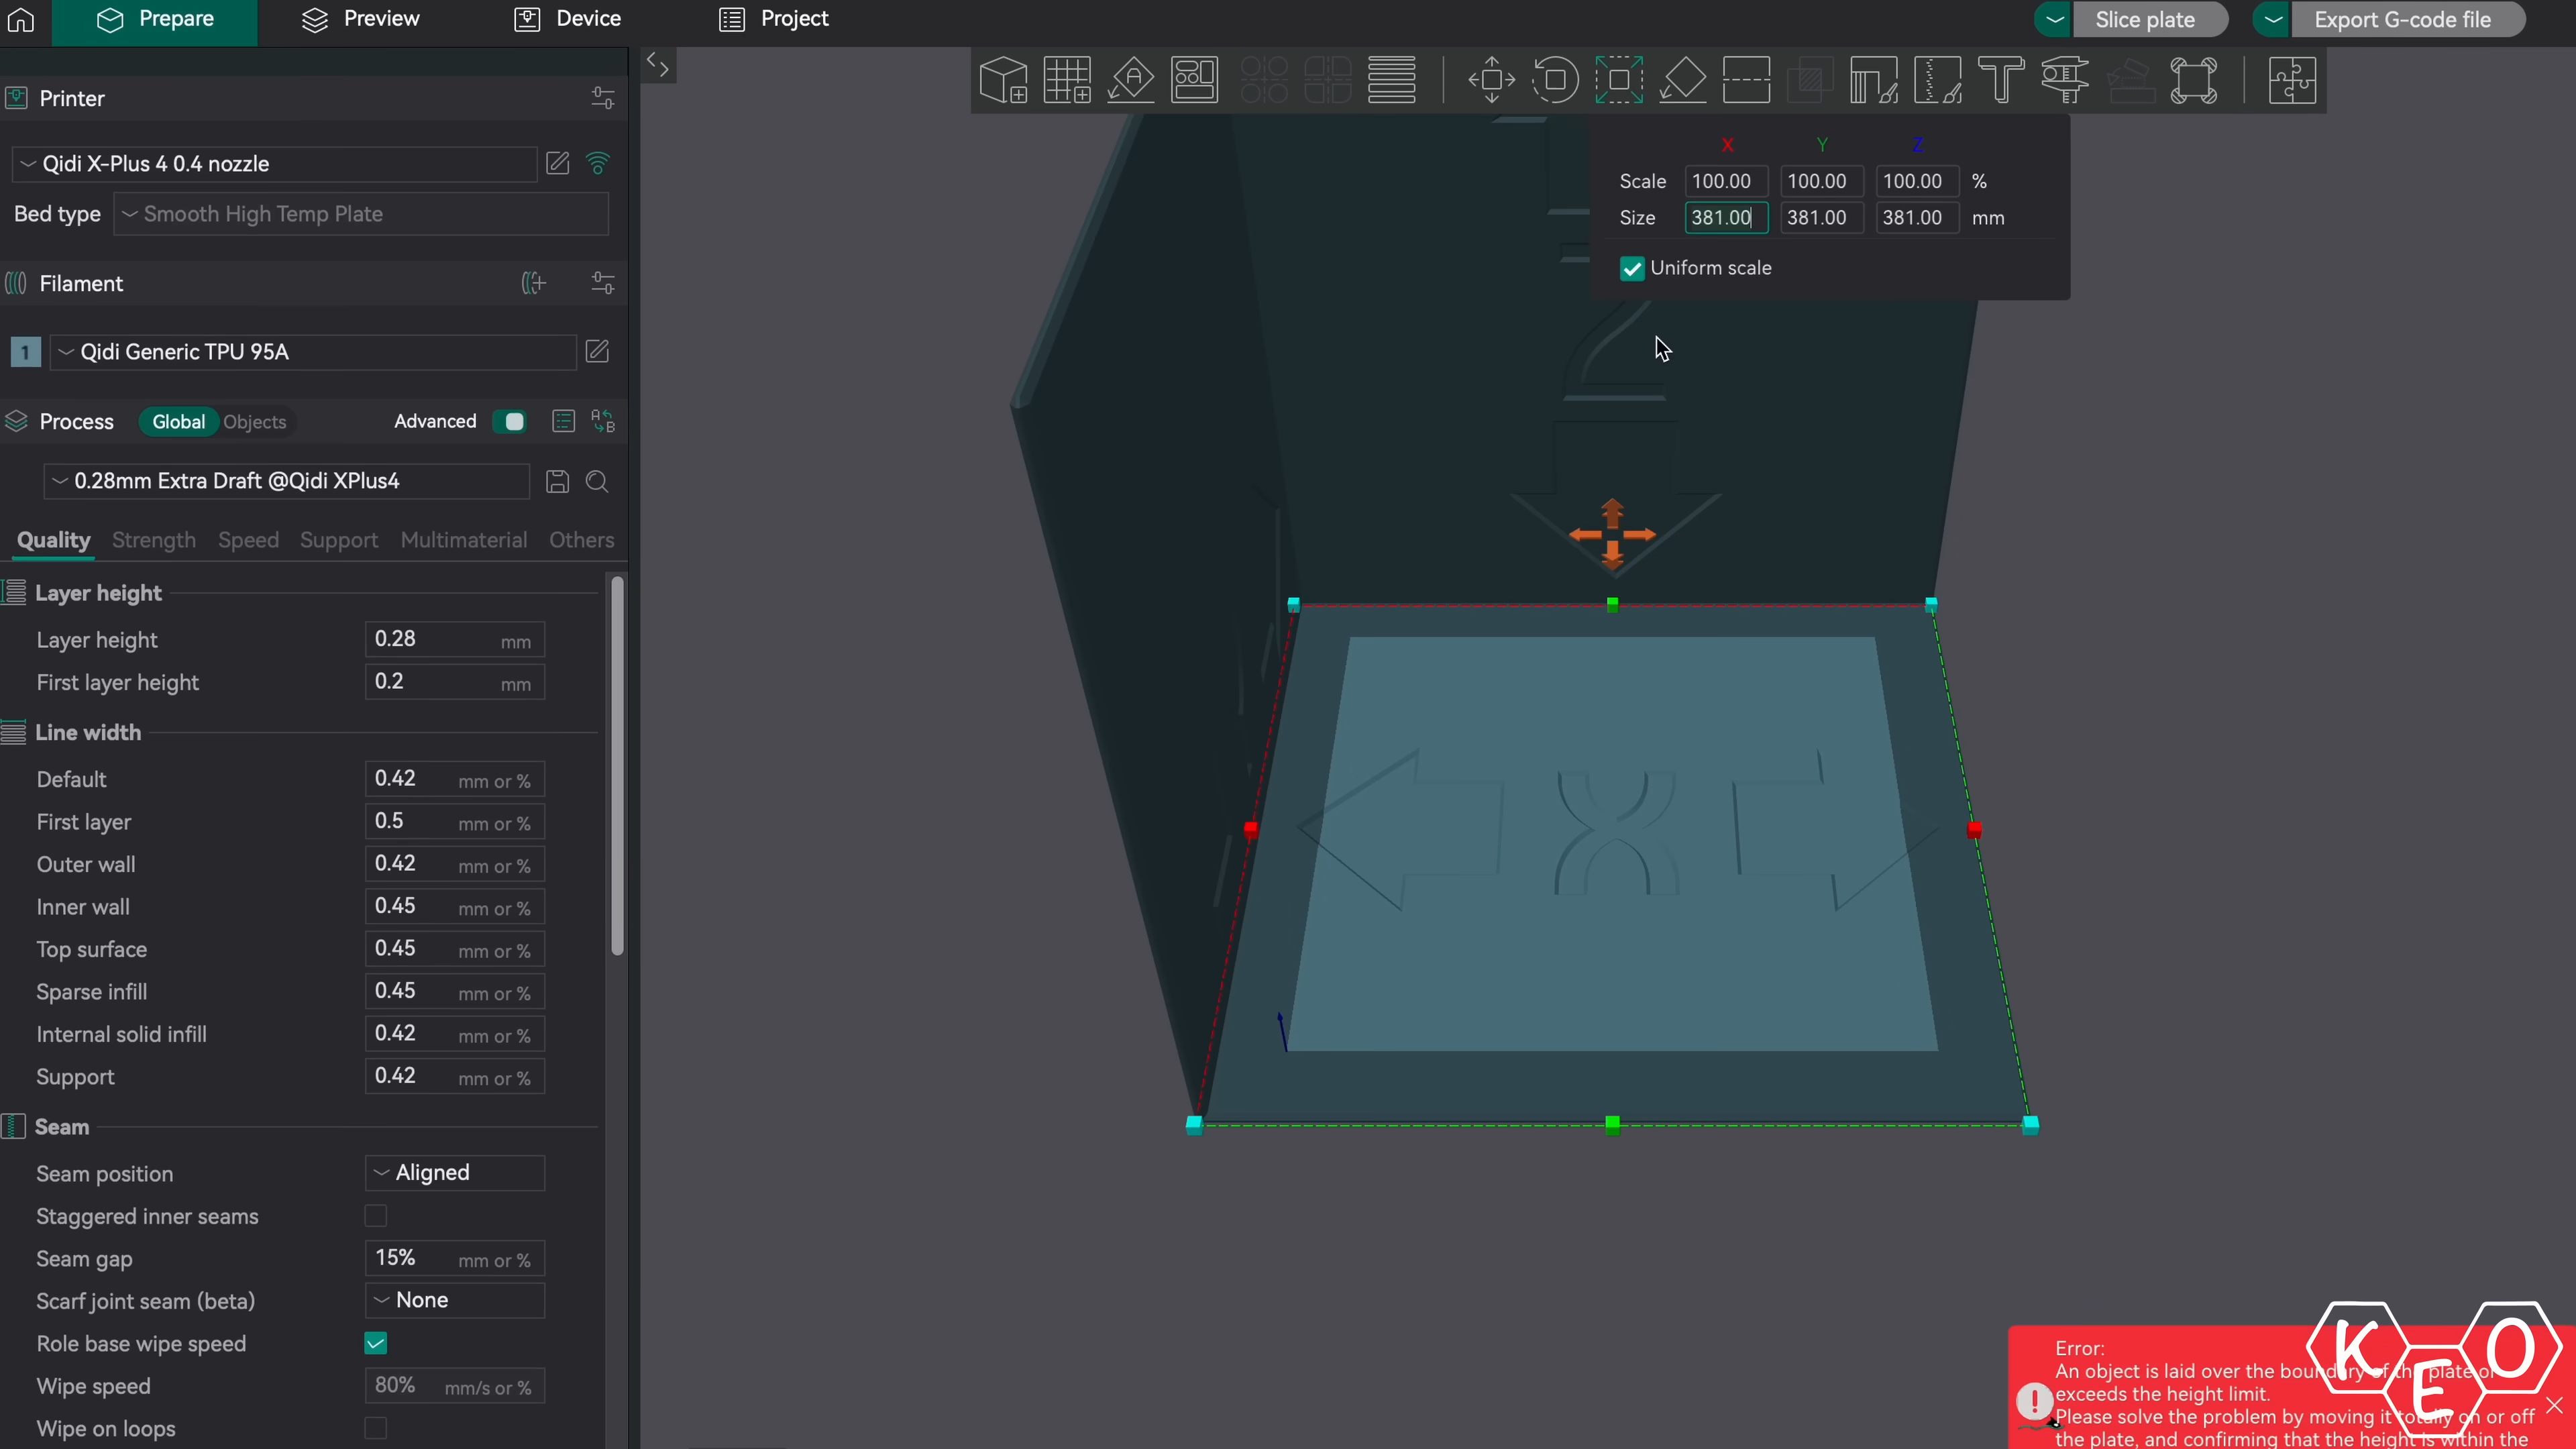 Prepare
Preview
Device
Project
Slice plate
Export G-code file
Printer
Qidi X-Plus 4 0.4 nozzle
Bed type
Smooth High Temp Plate
Filament
1
Qidi Generic TPU 95A
Process
Global
Objects
Advanced
0.28mm Extra Draft @Qidi XPlus4
Quality
Strength
Speed
Support
Multimaterial
Others
Layer height
Layer height 0.28 mm
First layer height 0.2 mm
Line width
Default 0.42 mm or %
First layer 0.5 mm or %
Outer wall 0.42 mm or %
Inner wall 0.45 mm or %
Top surface 0.45 mm or %
Sparse infill 0.45 mm or %
Internal solid infill 0.42 mm or %
Support 0.42 mm or %
Seam
Seam position Aligned
Staggered inner seams
Seam gap 15% mm or %
Scarf joint seam (beta) None
Role base wipe speed
Wipe speed 80% mm/s or %
Wipe on loops
X Y Z
Scale 100.00 100.00 100.00 %
Size 381.00 381.00 381.00 mm
Uniform scale
X
Error:
An object is laid over the boundary of the plate or
exceeds the height limit.
Please solve the problem by moving it totally on or off
the plate, and confirming that the height is within the
KEO